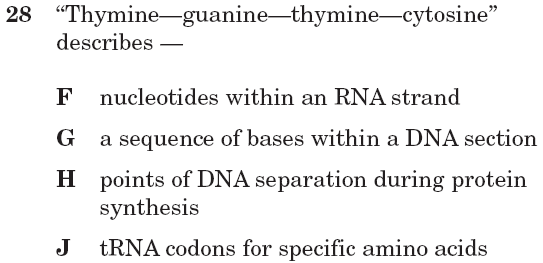 28 “Thymine—guanine—thymine—cytosine”
describes —
F nucleotides within an RNA strand
G a sequence of bases within a DNA section
H points of DNA separation during protein
synthesis
J tRNA codons for specific amino acids